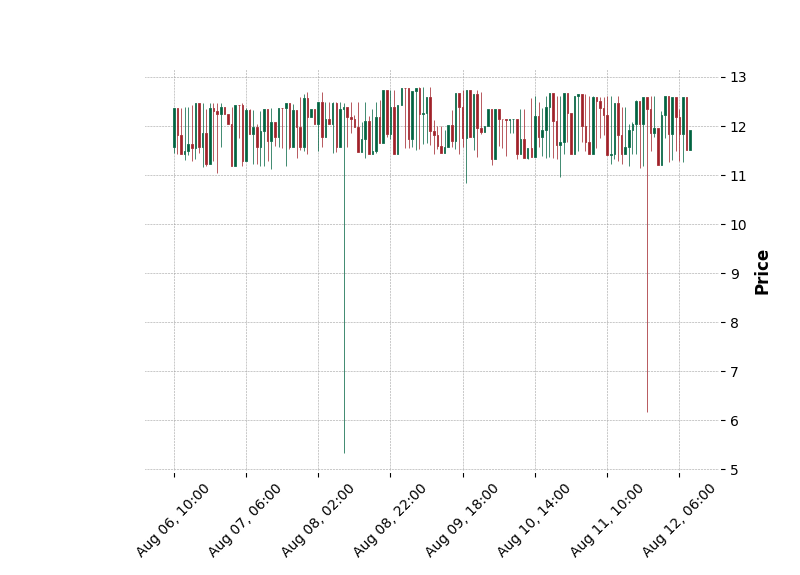 13
12
11
10
9
8
7
6
5
Price
Aug 06, 10:00
Aug 07, 06:00
Aug 08, 02:00
Aug 08, 22:00
Aug 09, 18:00
Aug 10, 14:00
Aug 11, 10:00
Aug 12, 06:00